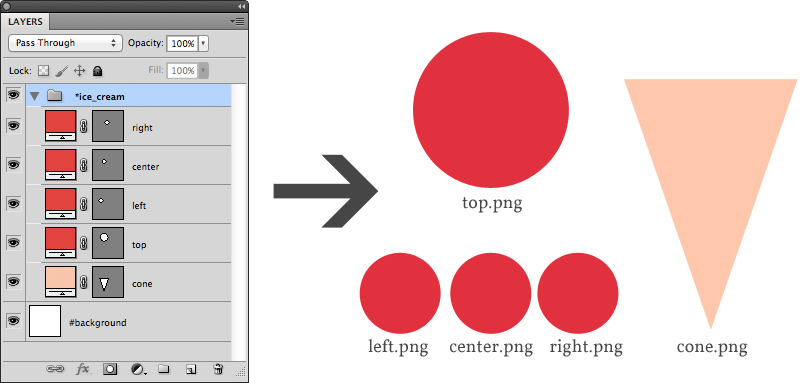 LAYERS
Pass Through Opacity: 100%
Lock: Fill: 100%
*ice_cream
right
center
left
top
cone
#background
fx
top.png
left.png center.png right.png
cone.png